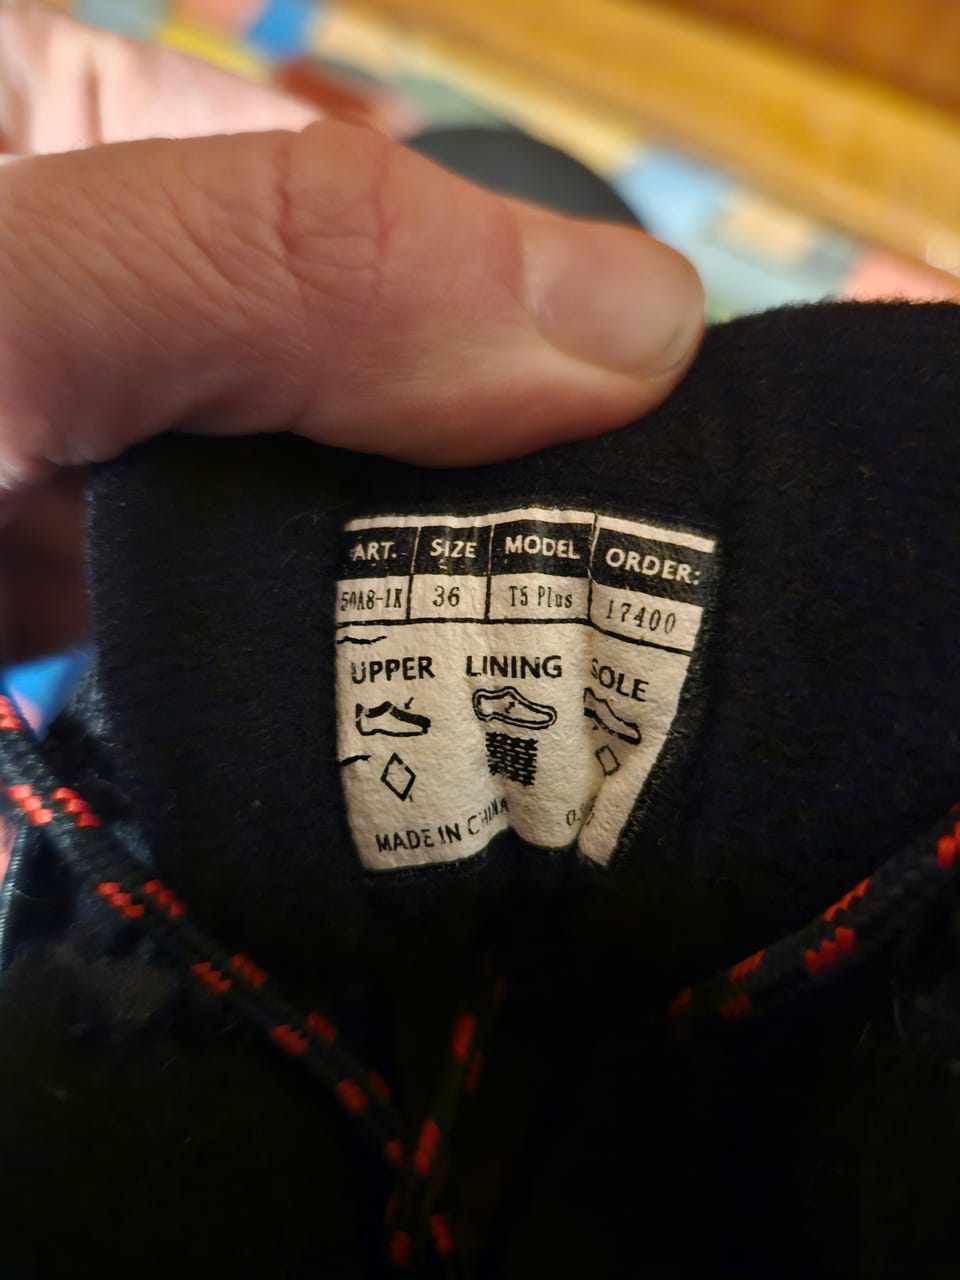 ART. SIZE MODEL ORDER:
50A8-1K 36 T5 Plus 17400
UPPER LINING SOLE
MADE IN CHINA